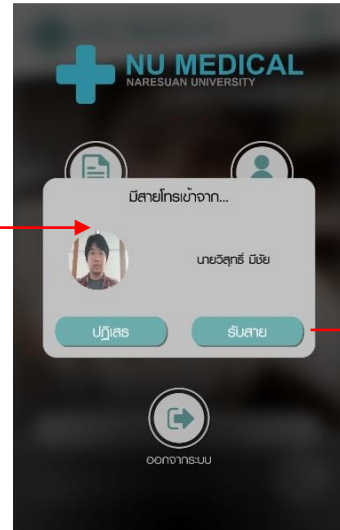 NU MEDICAL
NARESUAN UNIVERSITY
มีสายโทรเข้าจาก...
นายวิสุทธิ์ มีชัย
ปฏิเสธ
รับสาย
ออกจากระบบ